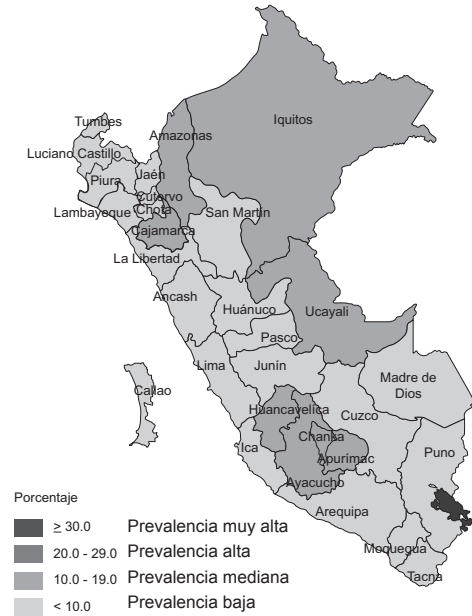 Tumbes
Amazonas
Iquitos
Luciano Castillo
Jaén
Piura
Cutervo
Chota
Lambayeque
San Martín
Cajamarca
La Libertad
Ancash
Huánuco
Ucayali
Pasco
Lima
Junín
Madre de
Dios
Callao
Huancavelica
Cuzco
Chanka
Ica
Apurímac
Puno
Ayacucho
Arequipa
Moquegua
Tacna
Porcentaje
≥ 30.0 Prevalencia muy alta
20.0 - 29.0 Prevalencia alta
10.0 - 19.0 Prevalencia mediana
< 10.0 Prevalencia baja